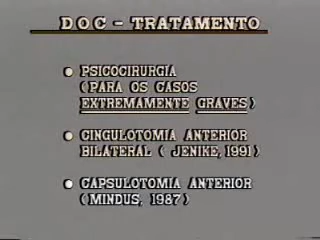 DOC - TRATAMENTO
● PSICOCIRURGIA
(PARA OS CASOS
EXTREMAMENTE GRAVES)
● CINGULOTOMIA ANTERIOR
BILATERAL ( JENIKE, 1991)
● CAPSULOTOMIA ANTERIOR
(MINDUS, 1987)